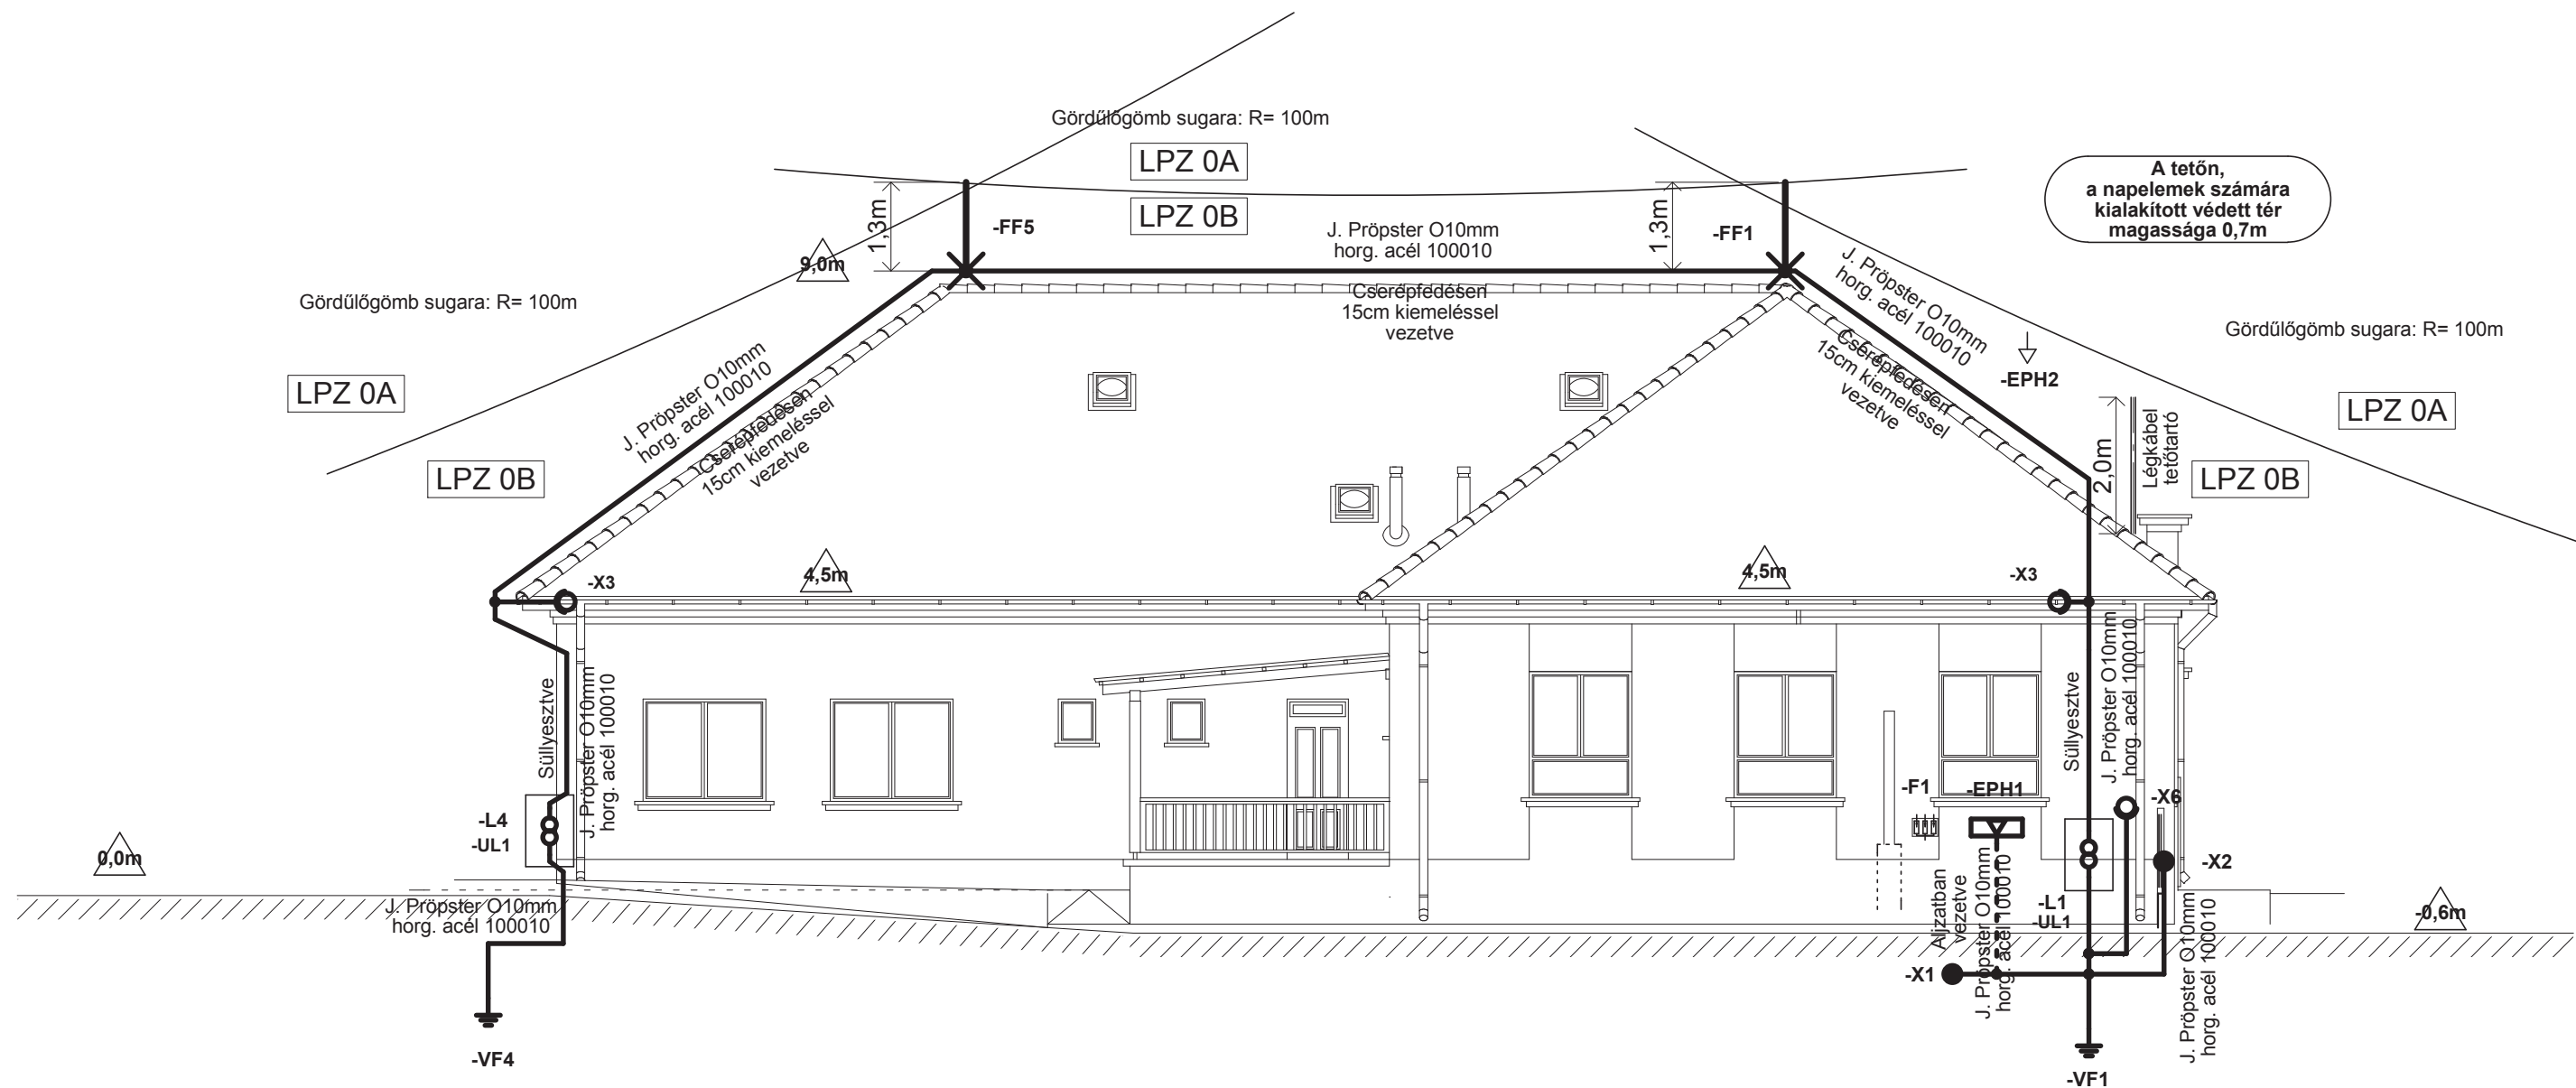 Gördűlőgömb sugara: R= 100m
LPZ 0A
A tetőn,
a napelemek számára
kialakított védett tér
magassága 0,7m
1,3m
-FF5
LPZ 0B
J. Pröpster O10mm
horg. acél 100010
1,3m
-FF1
9,0m
Gördűlőgömb sugara: R= 100m
Cserépfedésen
15cm kiemeléssel
vezetve
J. Pröpster O10mm
horg. acél 100010
Cserépfedésen
15cm kiemeléssel
vezetve
Gördűlőgömb sugara: R= 100m
-EPH2
LPZ 0A
LPZ 0A
J. Pröpster O10mm
horg. acél 100010
Cserépfedésen
15cm kiemeléssel
vezetve
LPZ 0B
2,0m
Légkábel
tetőtartó
LPZ 0B
-X3
4,5m
4,5m
-X3
Süllyesztve
J. Pröpster O10mm
horg. acél 100010
Süllyesztve
J. Pröpster O10mm
horg. acél 100010
-L4
-UL1
-F1
-EPH1
-X6
0,0m
-X2
J. Pröpster O10mm
horg. acél 100010
Aljzatban
vezetve
J. Pröpster O10mm
horg. acél 100010
-L1
-UL1
J. Pröpster O10mm
horg. acél 100010
-0,6m
-X1
-VF4
-VF1